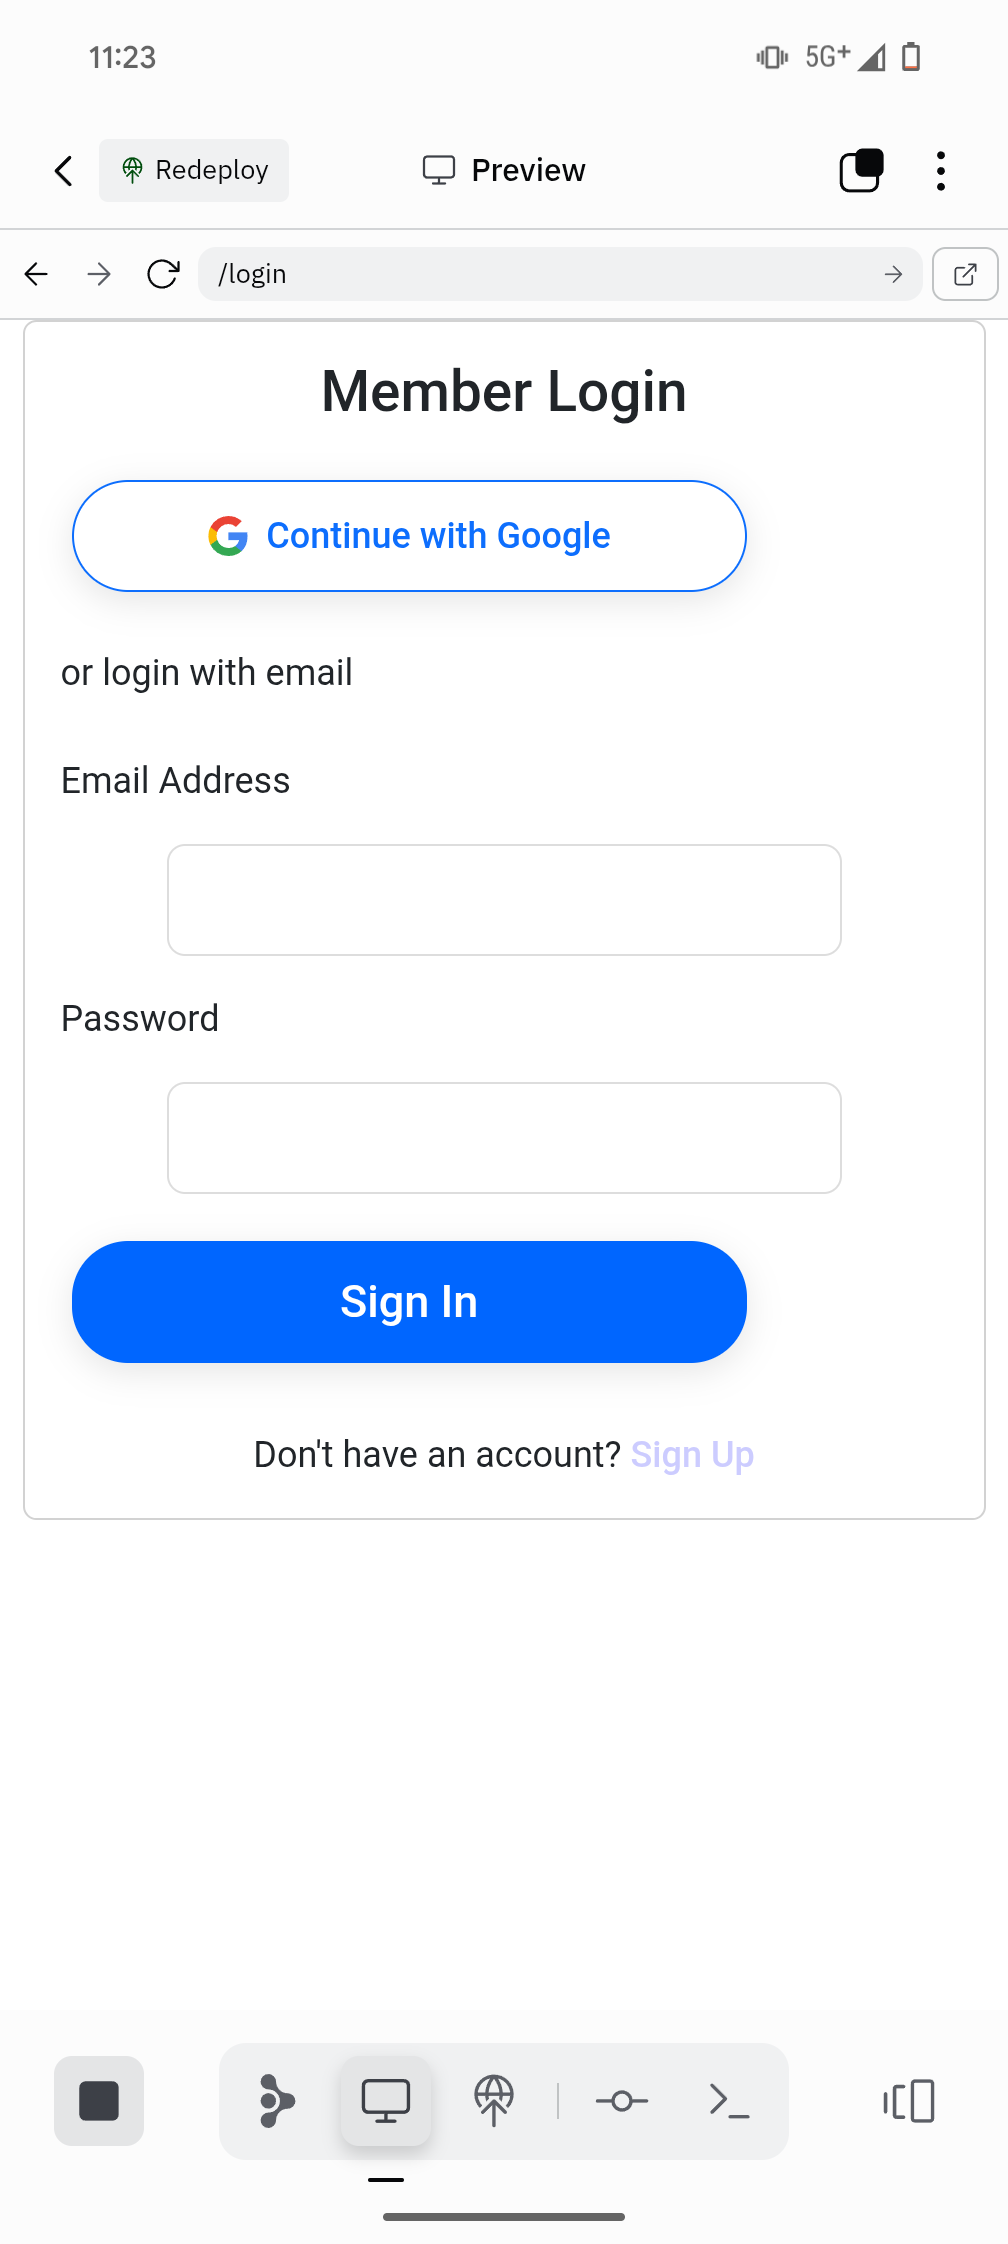 11:23
5G+
Redeploy
Preview
/login
Member Login
Continue with Google
or login with email
Email Address
Password
Sign In
Don't have an account? Sign Up